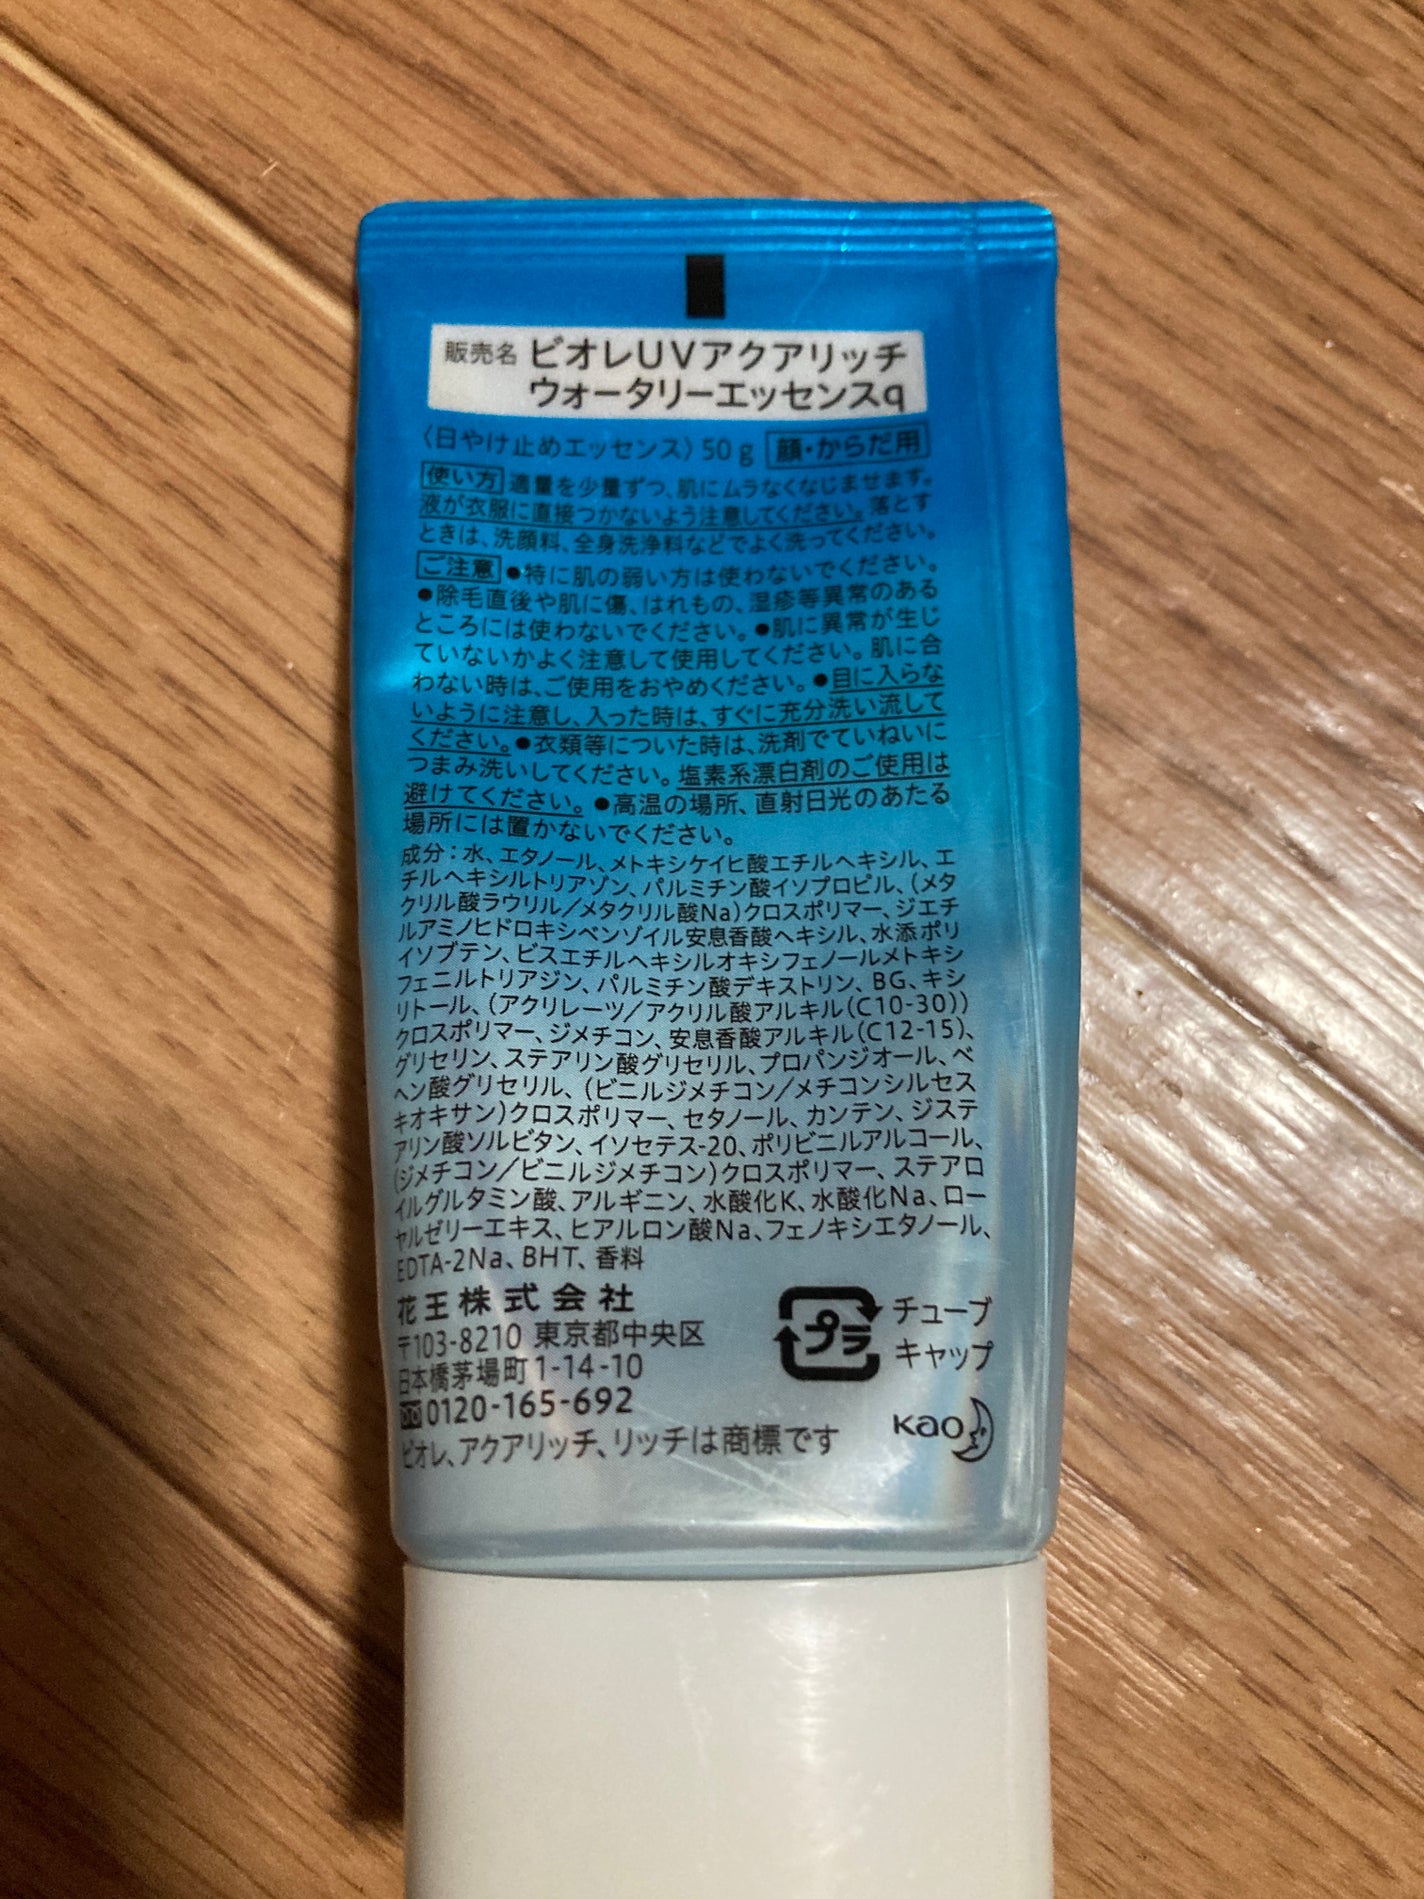 販売名 ビオレUVアクアリッチ
ウォータリーエッセンスq
〈日やけ止めエッセンス〉50g 顔・からだ用
使い方 適量を少量ずつ、肌にムラなくなじませます。
液が衣服に直接つかないよう注意してください。落とす
ときは、洗顔料、全身洗浄料などでよく洗ってください。
ご注意 ●特に肌の弱い方は使わないでください。
●除毛直後や肌に傷、はれもの、湿疹等異常のある
ところには使わないでください。●肌に異常が生じ
ていないかよく注意して使用してください。肌に合
わない時は、ご使用をおやめください。●目に入らな
いように注意し、入った時は、すぐに充分洗い流して
ください。●衣類等についた時は、洗剤でていねいに
つまみ洗いしてください。塩素系漂白剤のご使用は
避けてください。●高温の場所、直射日光のあたる
場所には置かないでください。
成分：水、エタノール、メトキシケイヒ酸エチルヘキシル、エ
チルヘキシルトリアゾン、パルミチン酸イソプロピル、（メタ
クリル酸ラウリル／メタクリル酸Na）クロスポリマー、ジエチ
ルアミノヒドロキシベンゾイル安息香酸ヘキシル、水添ポリ
イソブテン、ビスエチルヘキシルオキシフェノールメトキシ
フェニルトリアジン、パルミチン酸デキストリン、BG、キシ
リトール、（アクリレーツ／アクリル酸アルキル(C10-30)）
クロスポリマー、ジメチコン、安息香酸アルキル(C12-15)、
グリセリン、ステアリン酸グリセリル、プロパンジオール、ベ
ヘン酸グリセリル、（ビニルジメチコン／メチコンシルセス
キオキサン）クロスポリマー、セタノール、カンテン、ジステ
アリン酸ソルビタン、イソセテス-20、ポリビニルアルコール、
（ジメチコン／ビニルジメチコン）クロスポリマー、ステアロ
イルグルタミン酸、アルギニン、水酸化K、水酸化Na、ロー
ヤルゼリーエキス、ヒアルロン酸Na、フェノキシエタノール、
EDTA-2Na、BHT、香料
花王株式会社
〒103-8210 東京都中央区
日本橋茅場町1-14-10
0120-165-692
ビオレ、アクアリッチ、リッチは商標です
プラ チューブ
キャップ
Kao